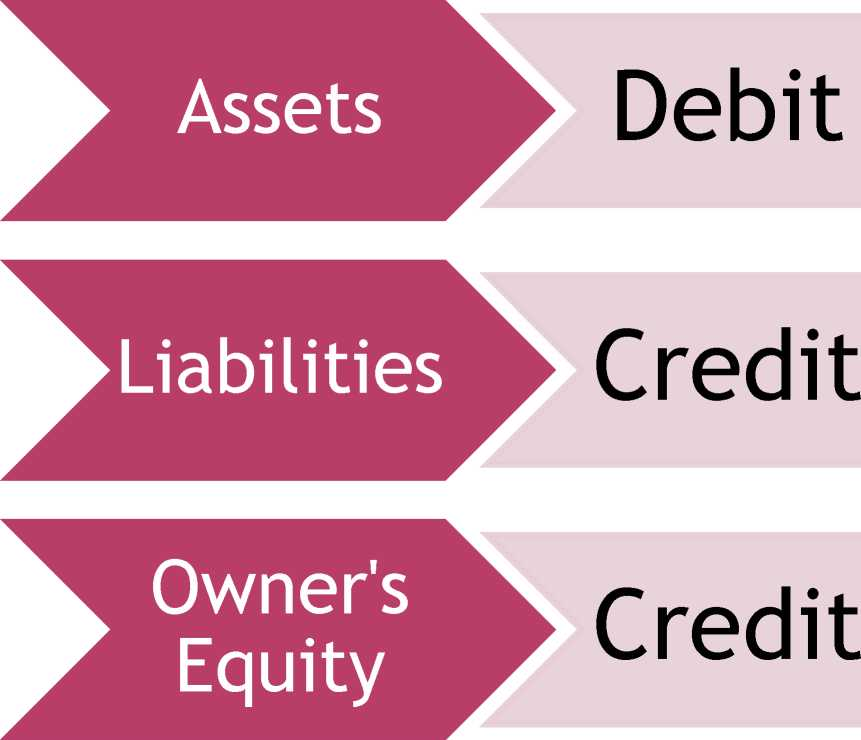 Assets
Debit
Liabilities
Credit
Owner's
Equity
Credit